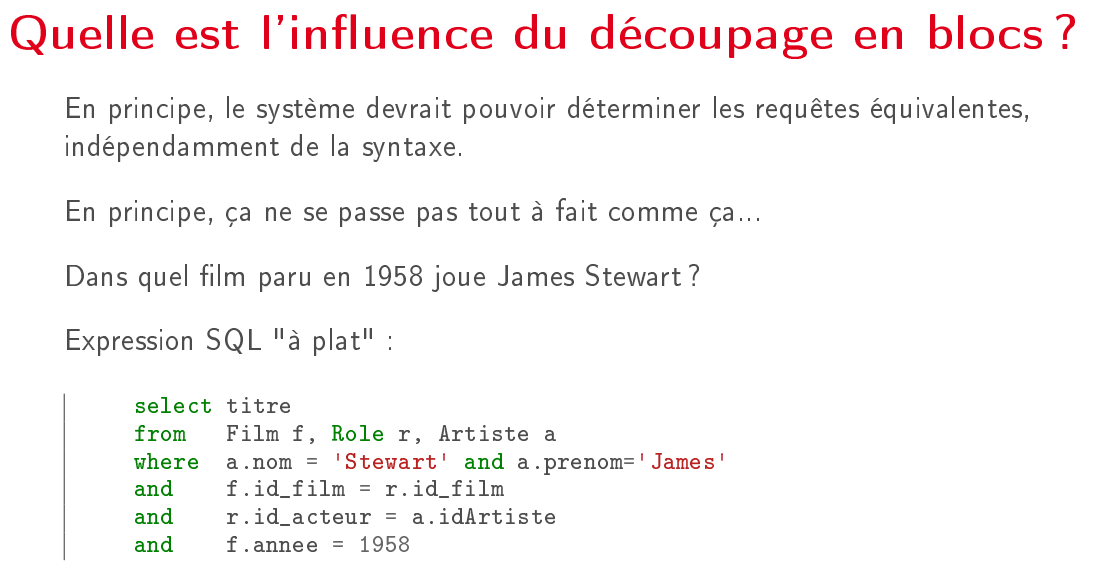 Quelle est l'influence du découpage en blocs ?
En principe, le système devrait pouvoir déterminer les requêtes équivalentes,
indépendamment de la syntaxe.
En principe, ça ne se passe pas tout à fait comme ça...
Dans quel film paru en 1958 joue James Stewart ?
Expression SQL "à plat" :
select titre
from Film f, Role r, Artiste a
where a.nom = 'Stewart' and a.prenom='James'
and f.id_film = r.id_film
and r.id_acteur = a.idArtiste
and f.annee = 1958